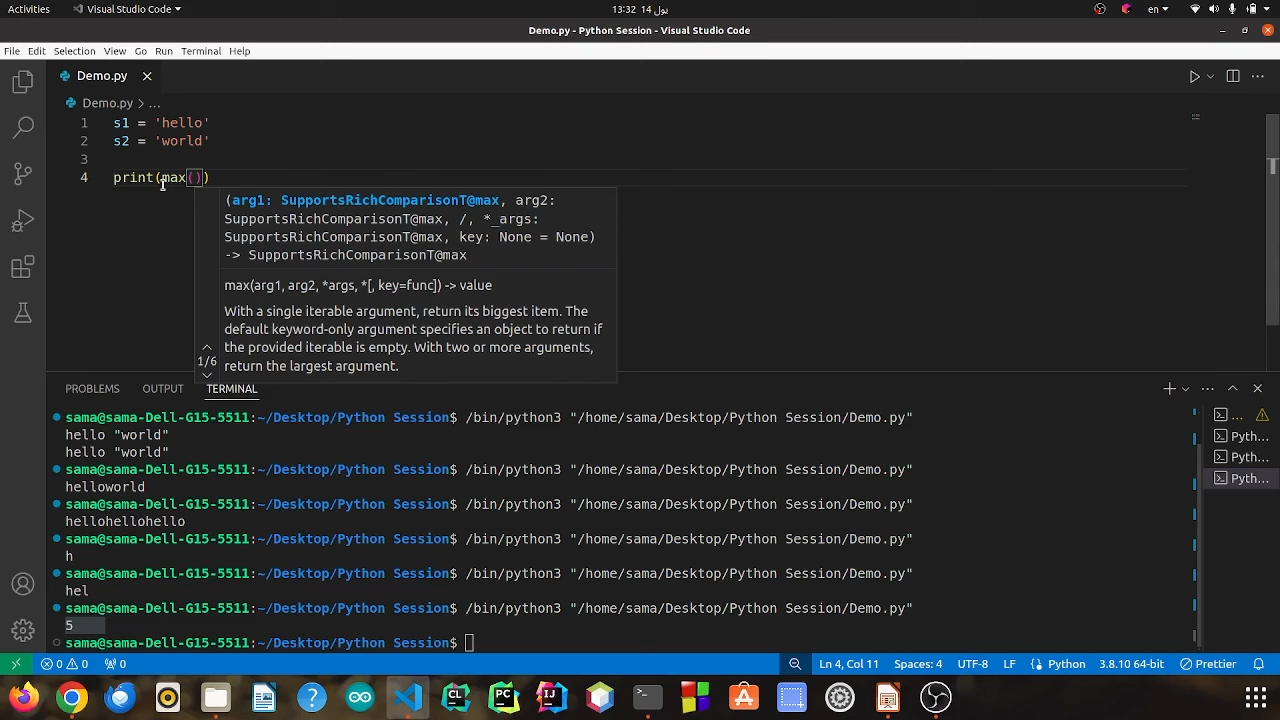 Activities
Visual Studio Code
13:32 14 يول
en
Demo.py - Python Session - Visual Studio Code
File Edit Selection View Go Run Terminal Help
Demo.py
Demo.py > ...
1 s1 = 'hello'
2 s2 = 'world'
3
4 print(max())
(arg1: SupportsRichComparisonT@max, arg2:
SupportsRichComparisonT@max, /, *_args:
SupportsRichComparisonT@max, key: None = None)
-> SupportsRichComparisonT@max
max(arg1, arg2, *args, *[, key=func]) -> value
With a single iterable argument, return its biggest item. The
default keyword-only argument specifies an object to return if
the provided iterable is empty. With two or more arguments,
return the largest argument.
1/6
PROBLEMS OUTPUT TERMINAL
sama@sama-Dell-G15-5511:~/Desktop/Python Session$ /bin/python3 "/home/sama/Desktop/Python Session/Demo.py"
hello "world"
hello "world"
sama@sama-Dell-G15-5511:~/Desktop/Python Session$ /bin/python3 "/home/sama/Desktop/Python Session/Demo.py"
helloworld
sama@sama-Dell-G15-5511:~/Desktop/Python Session$ /bin/python3 "/home/sama/Desktop/Python Session/Demo.py"
hellohellohello
sama@sama-Dell-G15-5511:~/Desktop/Python Session$ /bin/python3 "/home/sama/Desktop/Python Session/Demo.py"
h
sama@sama-Dell-G15-5511:~/Desktop/Python Session$ /bin/python3 "/home/sama/Desktop/Python Session/Demo.py"
hel
sama@sama-Dell-G15-5511:~/Desktop/Python Session$ /bin/python3 "/home/sama/Desktop/Python Session/Demo.py"
5
sama@sama-Dell-G15-5511:~/Desktop/Python Session$
...
Pyth...
Pyth...
Pyth...
0 0 0
Ln 4, Col 11 Spaces: 4 UTF-8 LF Python 3.8.10 64-bit Prettier
CL PC IJ